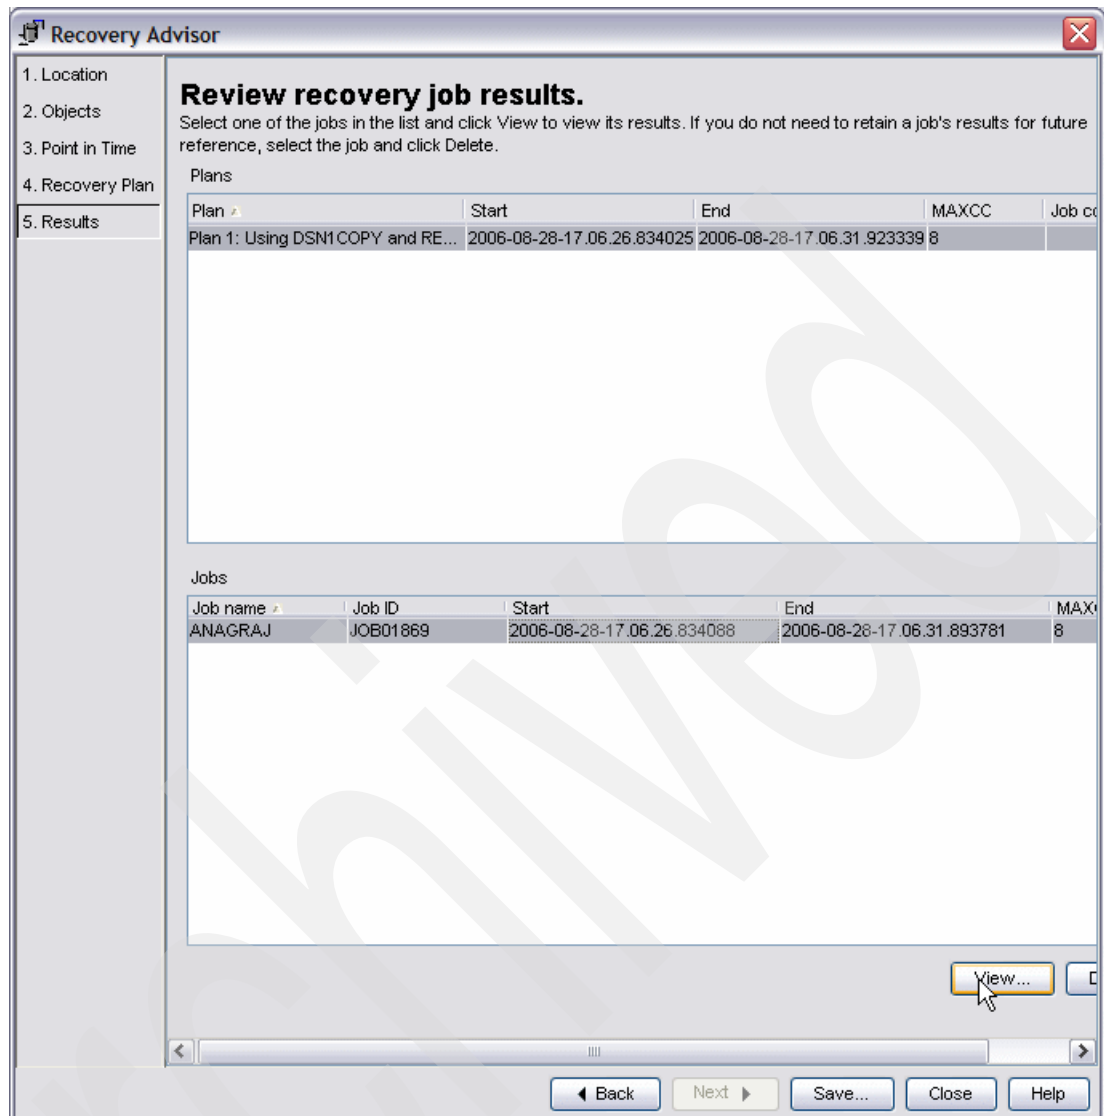 Recovery Advisor
1. Location
2. Objects
3. Point in Time
4. Recovery Plan
5. Results
Review recovery job results.
Select one of the jobs in the list and click View to view its results. If you do not need to retain a job's results for future
reference, select the job and click Delete.
Plans
Plan Start End MAXCC Job co
Plan 1: Using DSN1COPY and RE... 2006-08-28-17.06.26.834025 2006-08-28-17.06.31.923339 8
Jobs
Job name Job ID Start End MAX
ANAGRAJ JOB01869 2006-08-28-17.06.26.834088 2006-08-28-17.06.31.893781 8
View... D
Back Next Save... Close Help
hived